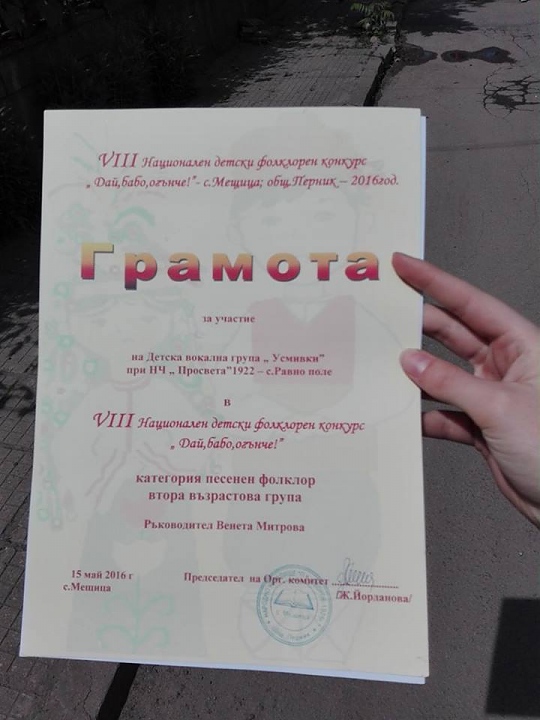 VIII Национален детски фолклорен конкурс
„ Дай,бабо,огънче!"- с.Мещица; общ.Перник – 2016год.
Грамота
за участие
на Детска вокална група „ Усмивки"
при НЧ „ Просвета"1922 – с.Равно поле
в
VIII Национален детски фолклорен конкурс
„ Дай,бабо,огънче!"
категория песенен фолклор
втора възрастова група
Ръководител Венета Митрова
15 май 2016 г
Председател на Орг. комитет
с.Мещица
/Ж.Йорданова/